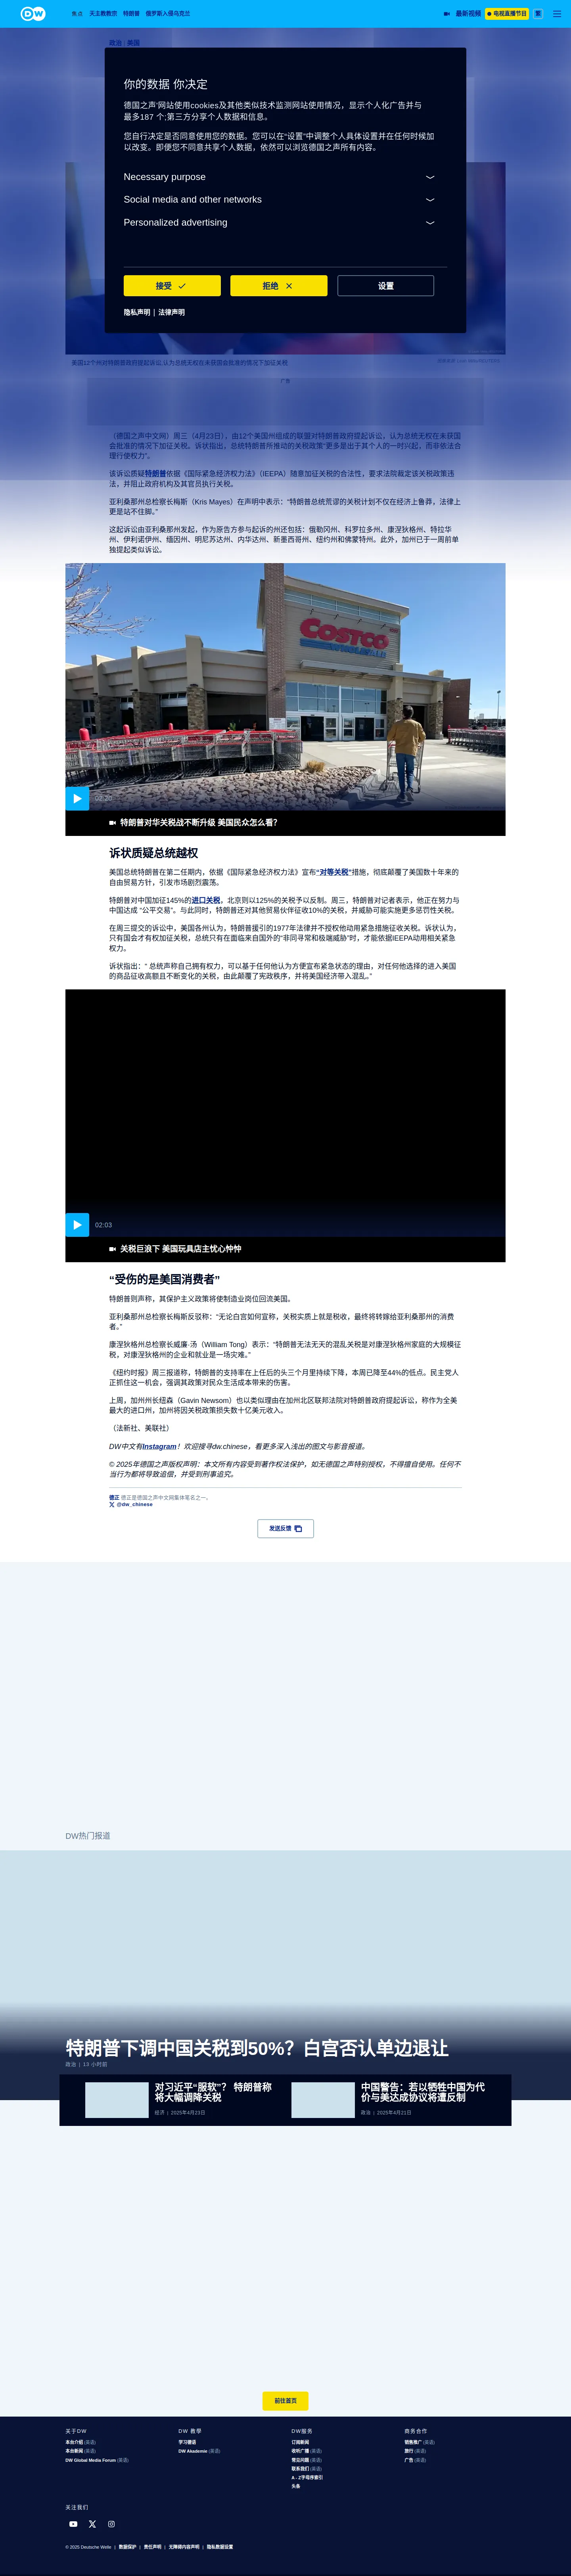 DW
焦点 天主教教宗 特朗普 俄罗斯入侵乌克兰 最新视频 电视直播节目 繁
政治 | 美国
你的数据 你决定
德国之声网站使用cookies及其他类似技术监测网站使用情况，显示个人化广告并与
最多187 个;第三方分享个人数据和信息。
您自行决定是否同意使用您的数据。您可以在“设置”中调整个人具体设置并在任何时候加
以改变。即便您不同意共享个人数据，依然可以浏览德国之声所有内容。
Necessary purpose
Social media and other networks
Personalized advertising
接受 拒绝 设置
隐私声明 | 法律声明
美国12个州对特朗普政府提起诉讼,认为总统无权在未获国会批准的情况下加征关税
广告
（德国之声中文网）周三（4月23日），由12个美国州组成的联盟对特朗普政府提起诉讼，认为总统无权在未获国
会批准的情况下加征关税。诉状指出，总统特朗普所推动的关税政策“更多是出于其个人的一时兴起，而非依法合
理行使权力”。
该诉讼质疑特朗普依据《国际紧急经济权力法》（IEEPA）随意加征关税的合法性，要求法院裁定该关税政策违
法，并阻止政府机构及其官员执行关税。
亚利桑那州总检察长梅斯（Kris Mayes）在声明中表示：“特朗普总统荒谬的关税计划不仅在经济上鲁莽，法律上
更是站不住脚。”
这起诉讼由亚利桑那州发起，作为原告方参与起诉的州还包括：俄勒冈州、科罗拉多州、康涅狄格州、特拉华
州、伊利诺伊州、缅因州、明尼苏达州、内华达州、新墨西哥州、纽约州和佛蒙特州。此外，加州已于一周前单
独提起类似诉讼。
COSTCO
WHOLESALE
02:20
特朗普对华关税战不断升级 美国民众怎么看？
诉状质疑总统越权
美国总统特朗普在第二任期内，依据《国际紧急经济权力法》宣布“对等关税”措施，彻底颠覆了美国数十年来的
自由贸易方针，引发市场剧烈震荡。
特朗普对中国加征145%的进口关税，北京则以125%的关税予以反制。周三，特朗普对记者表示，他正在努力与
中国达成 “公平交易”。与此同时，特朗普还对其他贸易伙伴征收10%的关税，并威胁可能实施更多惩罚性关税。
在周三提交的诉讼中，美国各州认为，特朗普援引的1977年法律并不授权他动用紧急措施征收关税。诉状认为，
只有国会才有权加征关税，总统只有在面临来自国外的“非同寻常和极端威胁”时，才能依据IEEPA动用相关紧急
权力。
诉状指出：“ 总统声称自己拥有权力，可以基于任何他认为方便宣布紧急状态的理由，对任何他选择的进入美国
的商品征收高额且不断变化的关税，由此颠覆了宪政秩序，并将美国经济带入混乱。”
02:03
关税巨浪下 美国玩具店主忧心忡忡
“受伤的是美国消费者”
特朗普则声称，其保护主义政策将使制造业岗位回流美国。
亚利桑那州总检察长梅斯反驳称：“无论白宫如何宣称，关税实质上就是税收，最终将转嫁给亚利桑那州的消费
者。”
康涅狄格州总检察长威廉·汤（William Tong）表示：“特朗普无法无天的混乱关税是对康涅狄格州家庭的大规模征
税，对康涅狄格州的企业和就业是一场灾难。”
《纽约时报》周三报道称，特朗普的支持率在上任后的头三个月里持续下降，本周已降至44%的低点。民主党人
正抓住这一机会，强调其政策对民众生活成本带来的伤害。
上周，加州州长纽森（Gavin Newsom）也以类似理由在加州北区联邦法院对特朗普政府提起诉讼，称作为全美
最大的进口州，加州将因关税政策损失数十亿美元收入。
（法新社、美联社）
DW中文有Instagram！欢迎搜寻dw.chinese，看更多深入浅出的图文与影音报道。
© 2025年德国之声版权声明：本文所有内容受到著作权法保护，如无德国之声特别授权，不得擅自使用。任何不
当行为都将导致追偿，并受到刑事追究。
德正 德正是德国之声中文网集体笔名之一。
@dw_chinese
发送反馈
DW热门报道
特朗普下调中国关税到50%？白宫否认单边退让
政治 | 13 小时前
对习近平“服软”？ 特朗普称
将大幅调降关税
经济 | 2025年4月23日
中国警告：若以牺牲中国为代
价与美达成协议将遭反制
政治 | 2025年4月21日
前往首页
关于DW
本台介绍 (英语)
本台新闻 (英语)
DW Global Media Forum (英语)
DW 教學
学习德语
DW Akademie (英语)
DW服务
订阅新闻
收听广播 (英语)
常见问题 (英语)
联系我们 (英语)
A - Z字母序索引
头条
商务合作
销售推广 (英语)
旅行 (英语)
广告 (英语)
关注我们
© 2025 Deutsche Welle | 数据保护 | 责任声明 | 无障碍内容声明 | 隐私数据设置